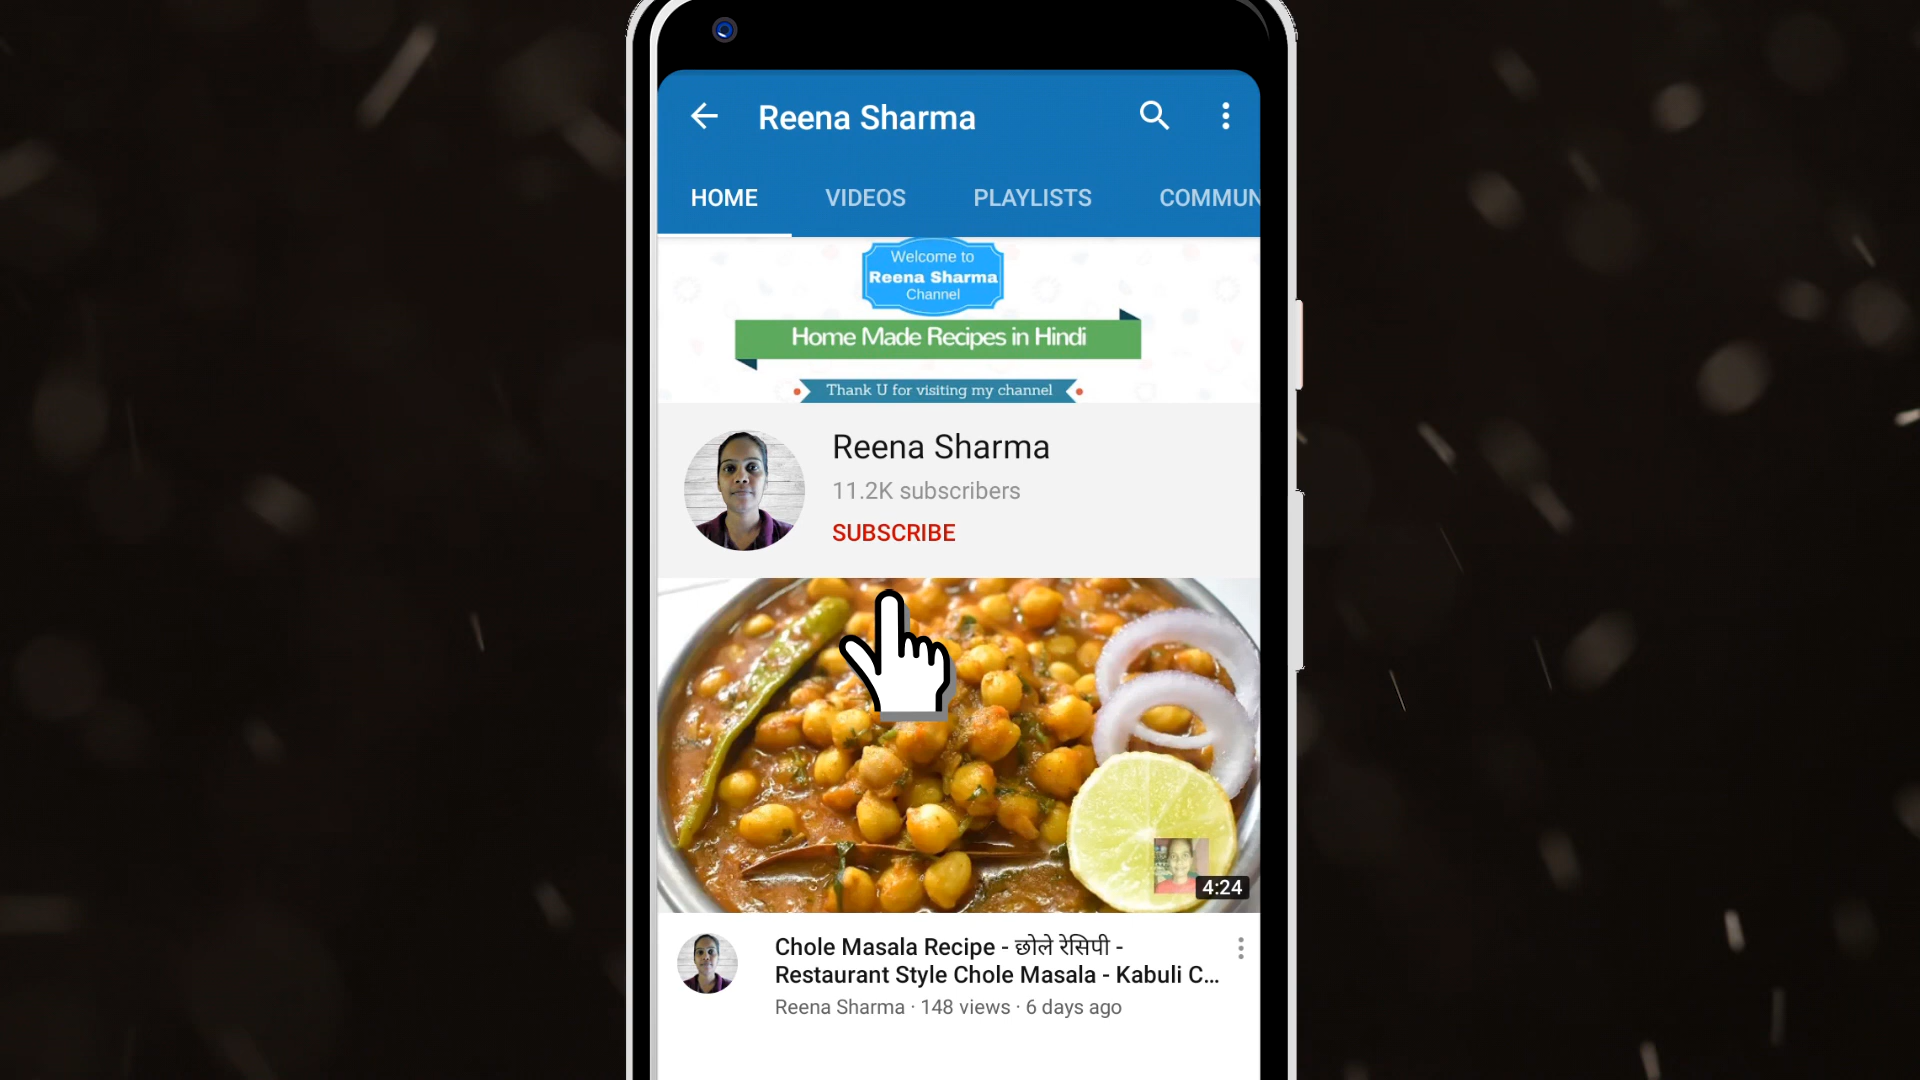 Reena Sharma
HOME VIDEOS PLAYLISTS COMMUN
Welcome to
Reena Sharma
Channel
Home Made Recipes in Hindi
Thank U for visiting my channel
Reena Sharma
11.2K subscribers
SUBSCRIBE
4:24
Chole Masala Recipe - छोले रेसिपी -
Restaurant Style Chole Masala - Kabuli C...
Reena Sharma · 148 views · 6 days ago